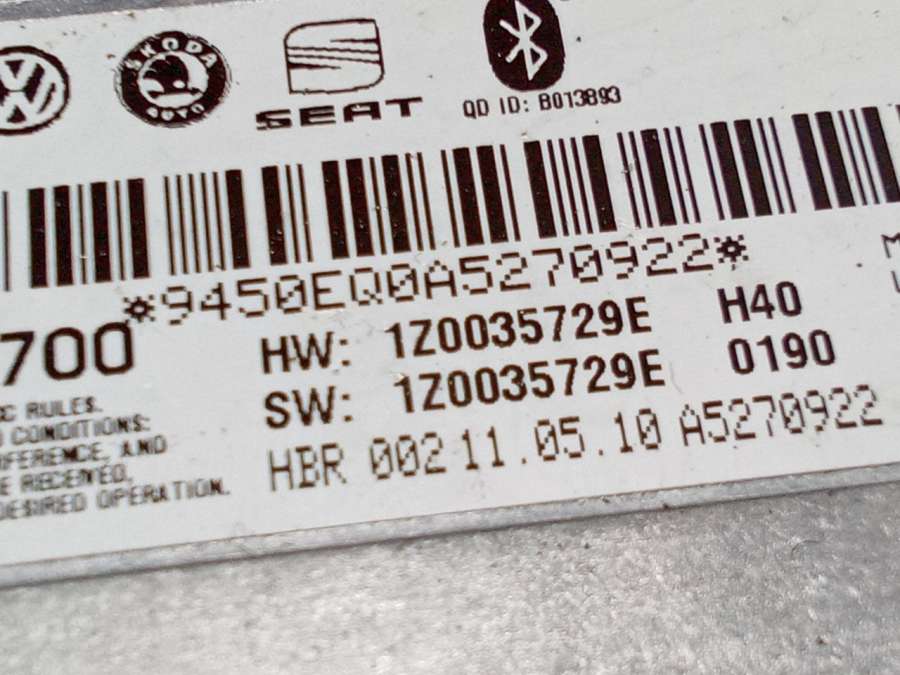 ŠKODA
AUTO
SEAT
QD ID: B013893
*9450EQ0A5270922*
700
HW: 1Z0035729E H40
SW: 1Z0035729E 0190
HBR 002 11.05.10 A5270922
RULES.
CONDITIONS:
AND
RECEIVED,
DESIRED OPERATION.